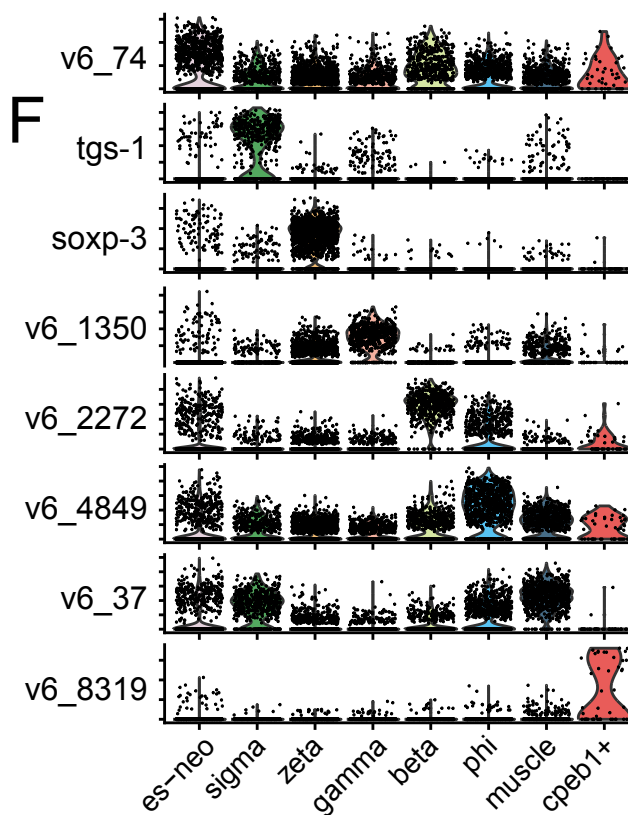 F
v6_74
tgs-1
soxp-3
v6_1350
v6_2272
v6_4849
v6_37
v6_8319
es-neo
sigma
zeta
gamma
beta
phi
muscle
cpeb1+